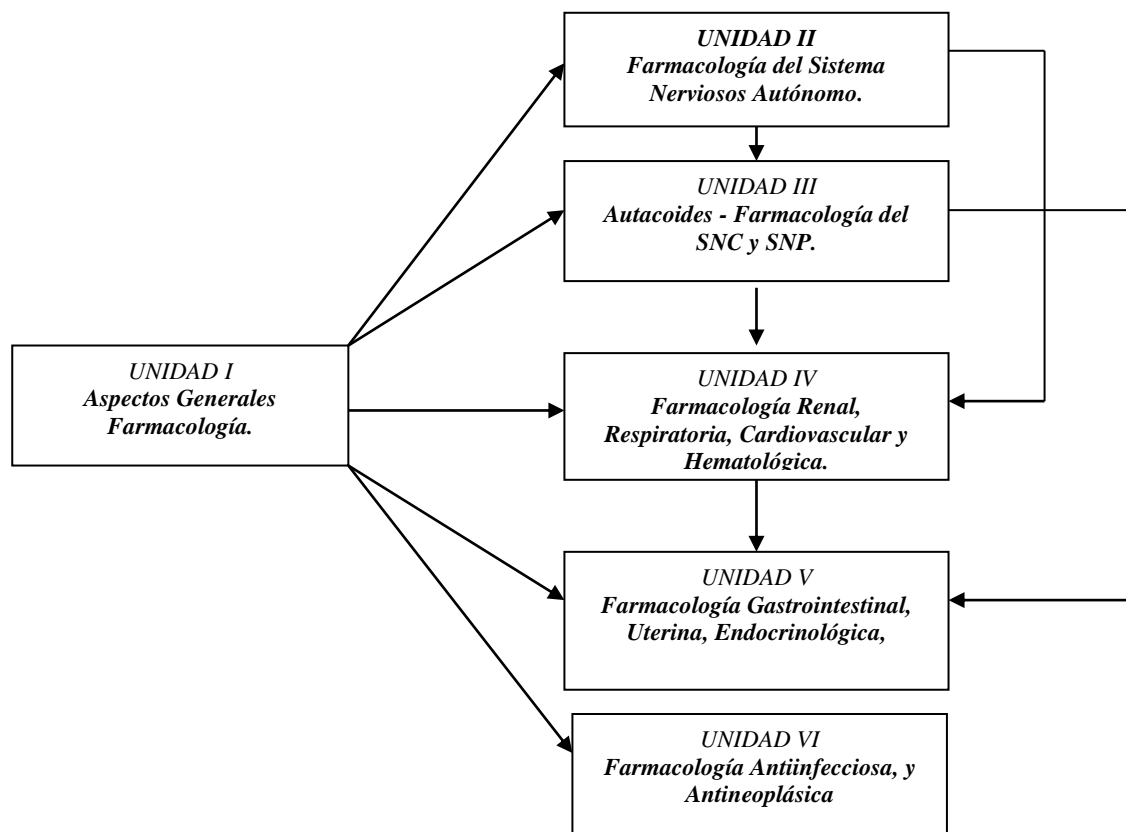 UNIDAD II
Farmacología del Sistema
Nerviosos Autónomo.
UNIDAD III
Autacoides - Farmacología del
SNC y SNP.
UNIDAD I
Aspectos Generales
Farmacología.
UNIDAD IV
Farmacología Renal,
Respiratoria, Cardiovascular y
Hematológica.
UNIDAD V
Farmacología Gastrointestinal,
Uterina, Endocrinológica,
UNIDAD VI
Farmacología Antiinfecciosa, y
Antineoplásica